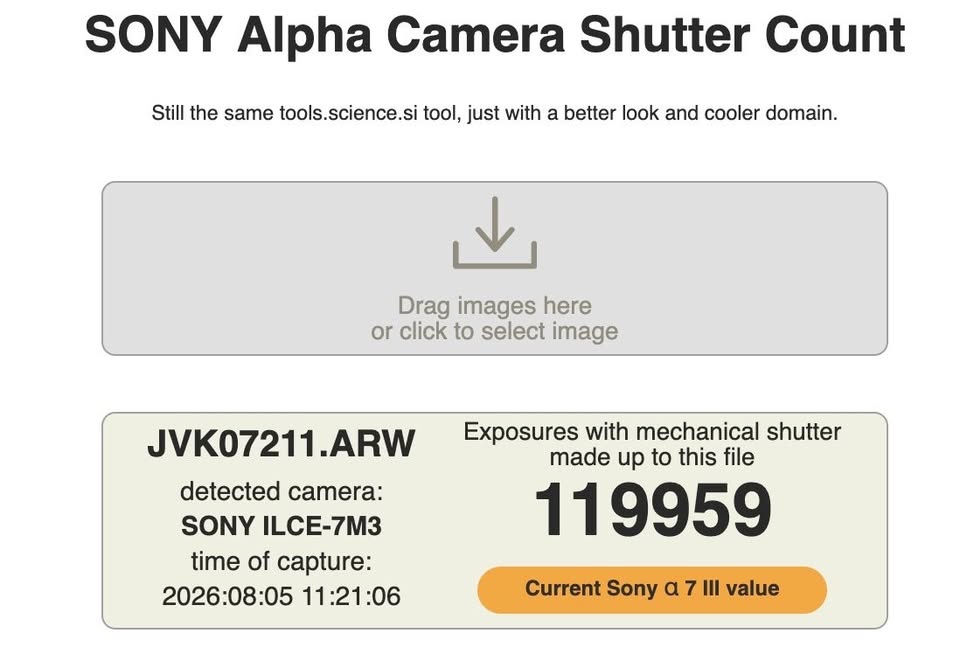 SONY Alpha Camera Shutter Count
Still the same tools.science.si tool, just with a better look and cooler domain.
Drag images here
or click to select image
JVK07211.ARW
detected camera:
SONY ILCE-7M3
time of capture:
2026:08:05 11:21:06
Exposures with mechanical shutter
made up to this file
119959
Current Sony α 7 III value